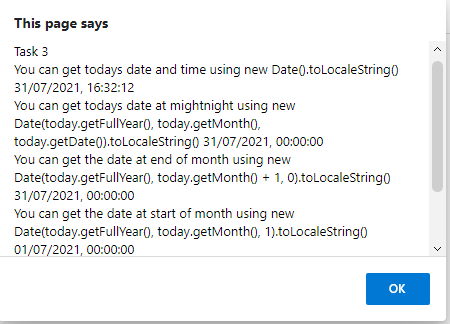 This page says
Task 3
You can get todays date and time using new Date().toLocaleString()
31/07/2021, 16:32:12
You can get todays date at mightnight using new
Date(today.getFullYear(), today.getMonth(),
today.getDate()).toLocaleString() 31/07/2021, 00:00:00
You can get the date at end of month using new
Date(today.getFullYear(), today.getMonth() + 1, 0).toLocaleString()
31/07/2021, 00:00:00
You can get the date at start of month using new
Date(today.getFullYear(), today.getMonth(), 1).toLocaleString()
01/07/2021, 00:00:00
OK